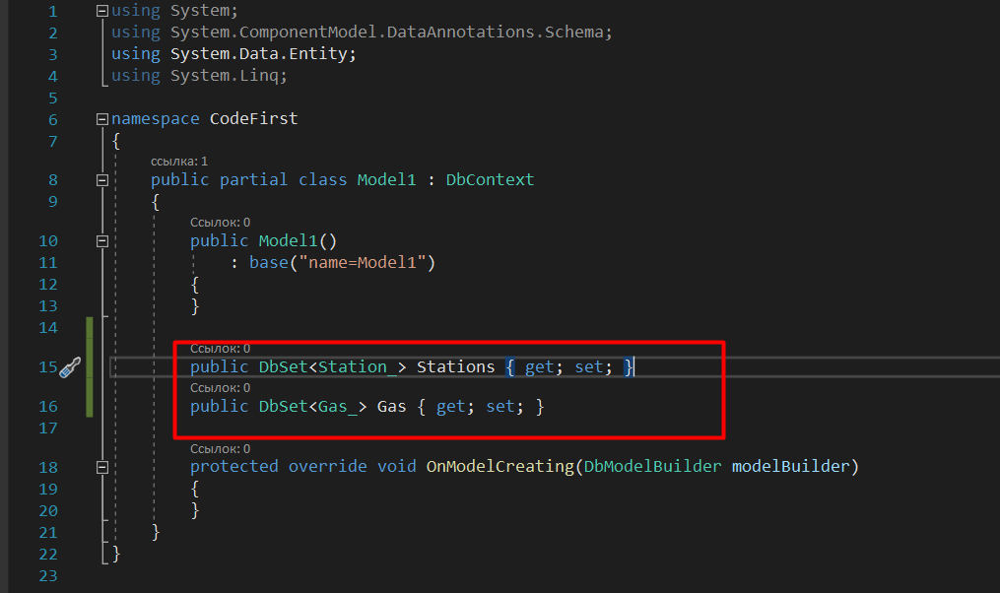 1 using System;
2 using System.ComponentModel.DataAnnotations.Schema;
3 using System.Data.Entity;
4 using System.Linq;
5
6 namespace CodeFirst
7 {
ссылка: 1
8 public partial class Model1 : DbContext
9 {
Ссылок: 0
10 public Model1()
11 : base("name=Model1")
12 {
13 }
14
Ссылок: 0
15 public DbSet<Station_> Stations { get; set; }
Ссылок: 0
16 public DbSet<Gas_> Gas { get; set; }
17
Ссылок: 0
18 protected override void OnModelCreating(DbModelBuilder modelBuilder)
19 {
20 }
21 }
22 }
23